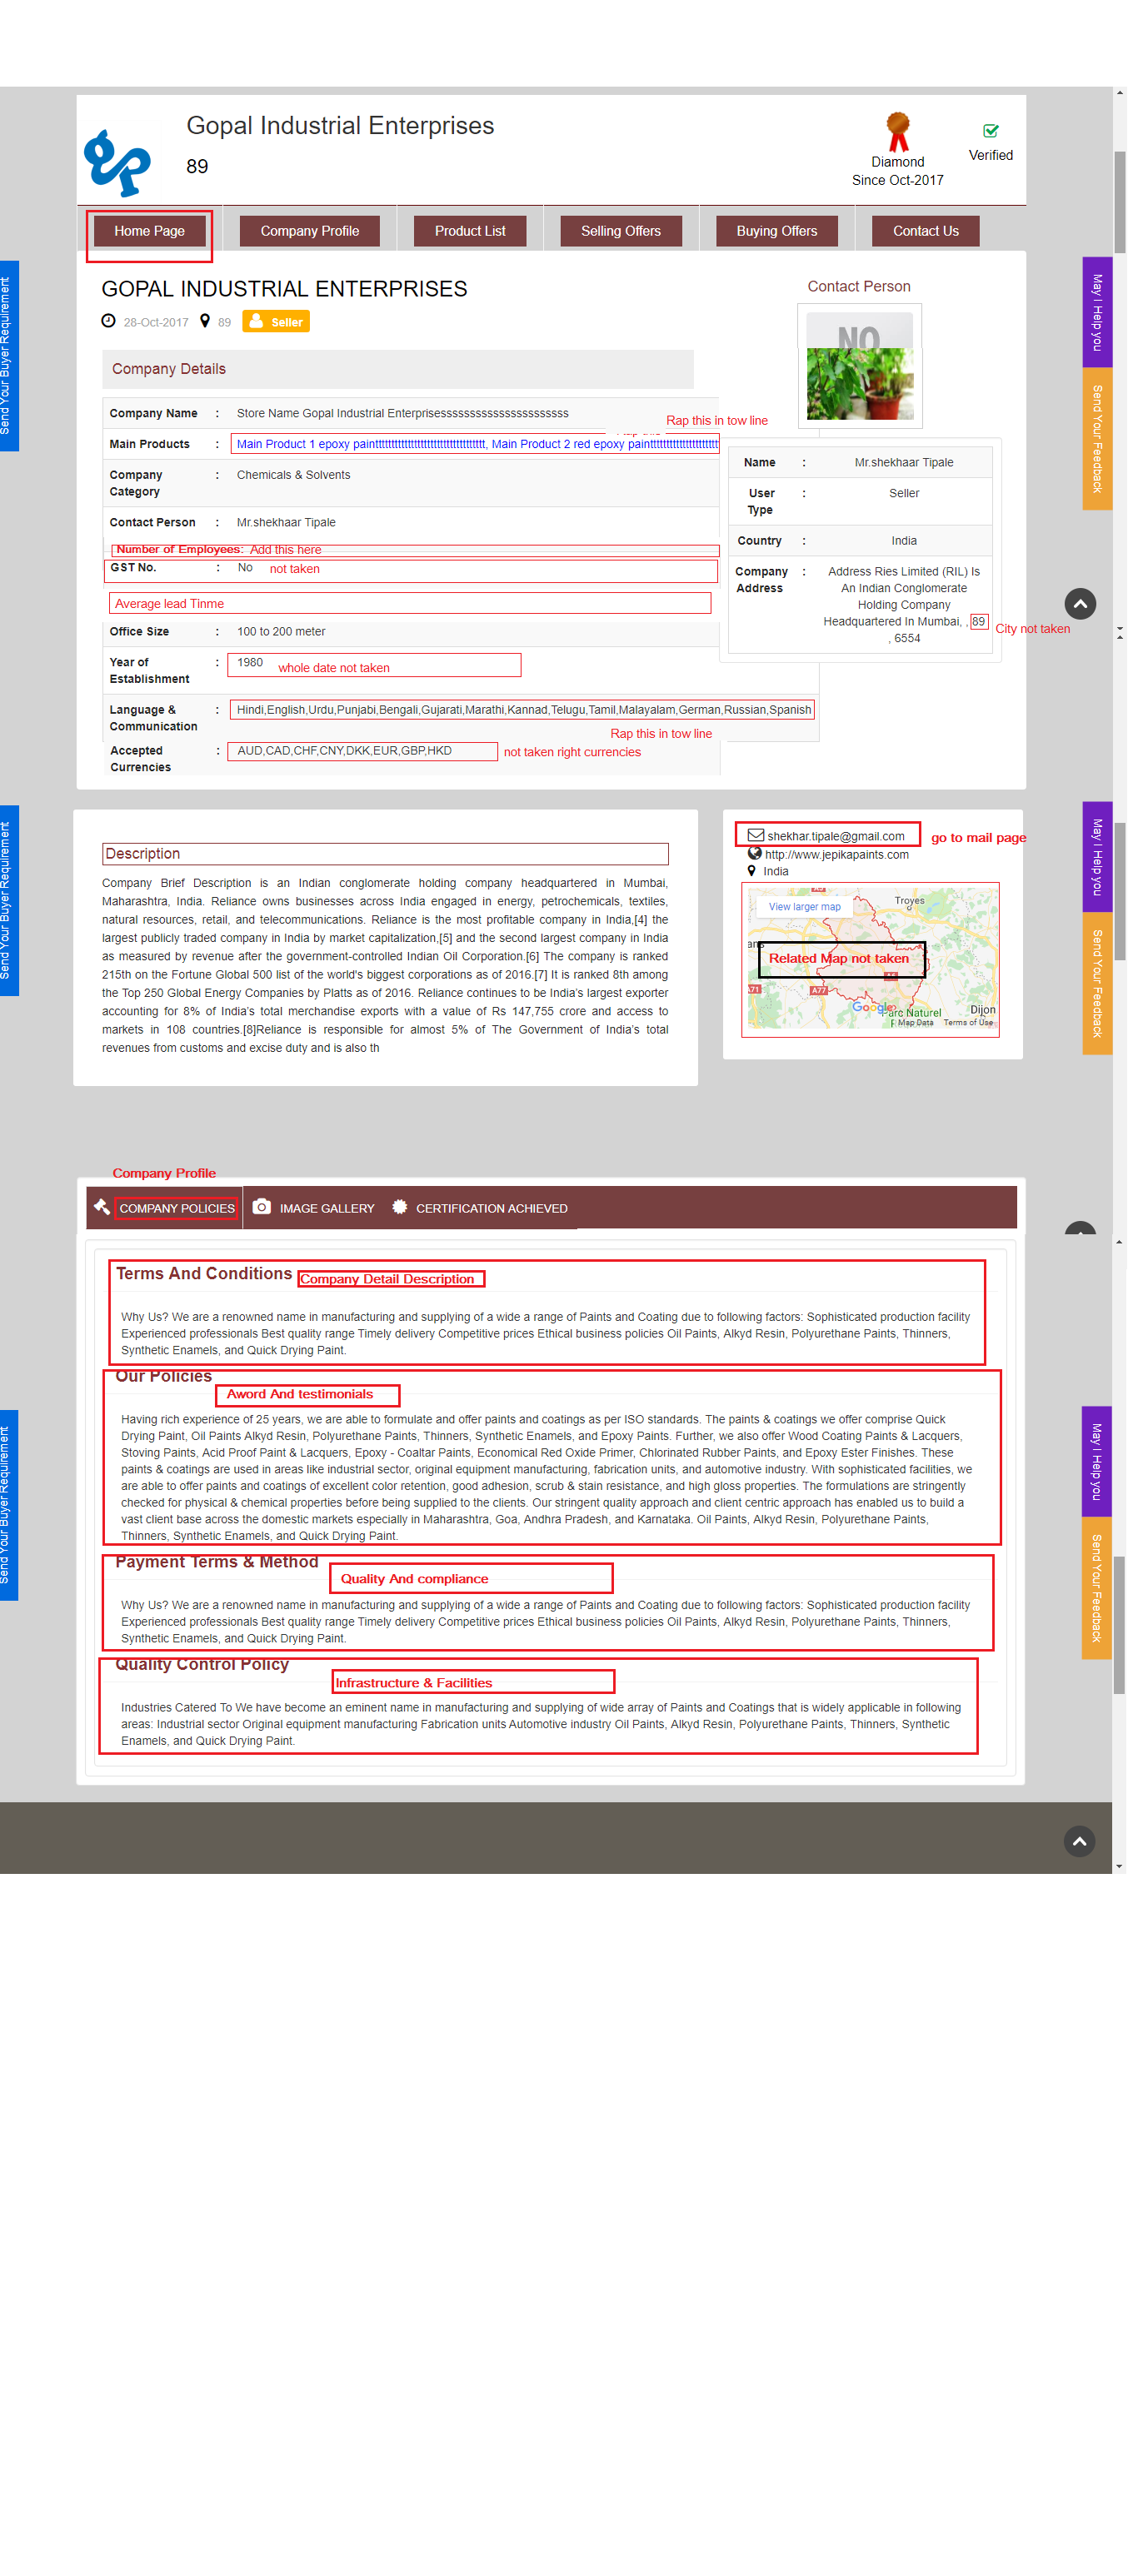 Gopal Industrial Enterprises
89
Diamond
Since Oct-2017
Verified
Home Page
Company Profile
Product List
Selling Offers
Buying Offers
Contact Us
Send Your Buyer Requirement
May I Help you
Send Your Feedback
GOPAL INDUSTRIAL ENTERPRISES
28-Oct-2017 89 Seller
Contact Person
NO
Company Details
Company Name : Store Name Gopal Industrial Enterprisessssssssssssssssssssss
Rap this in tow line
Main Products :
Company Category : Chemicals & Solvents
Contact Person : Mr.shekhaar Tipale
Number of Employees: Add this here
GST No. : No not taken
Average lead Tinme
Office Size : 100 to 200 meter
Year of Establishment : 1980 whole date not taken
Language & Communication : Hindi,English,Urdu,Punjabi,Bengali,Gujarati,Marathi,Kannad,Telugu,Tamil,Malayalam,German,Russian,Spanish
Rap this in tow line
Accepted Currencies : AUD,CAD,CHF,CNY,DKK,EUR,GBP,HKD not taken right currencies
Name : Mr.shekhaar Tipale
User Type : Seller
Country : India
Company Address : Address Ries Limited (RIL) Is
An Indian Conglomerate
Holding Company
Headquartered In Mumbai, , 89
, 6554
City not taken
Send Your Buyer Requirement
May I Help you
Send Your Feedback
Description
Company Brief Description is an Indian conglomerate holding company headquartered in Mumbai,
Maharashtra, India. Reliance owns businesses across India engaged in energy, petrochemicals, textiles,
natural resources, retail, and telecommunications. Reliance is the most profitable company in India,[4] the
largest publicly traded company in India by market capitalization,[5] and the second largest company in India
as measured by revenue after the government-controlled Indian Oil Corporation.[6] The company is ranked
215th on the Fortune Global 500 list of the world's biggest corporations as of 2016.[7] It is ranked 8th among
the Top 250 Global Energy Companies by Platts as of 2016. Reliance continues to be India's largest exporter
accounting for 8% of India's total merchandise exports with a value of Rs 147,755 crore and access to
markets in 108 countries.[8]Reliance is responsible for almost 5% of The Government of India's total
revenues from customs and excise duty and is also th
shekhar.tipale@gmail.com go to mail page
http://www.jepikapaints.com
India
View larger map
Troyes
Related Map not taken
A71
A77
Google
Parc Naturel
Dijon
Map Data Terms of Use
Company Profile
COMPANY POLICIES
IMAGE GALLERY
CERTIFICATION ACHIEVED
Terms And Conditions Company Detail Description
Why Us? We are a renowned name in manufacturing and supplying of a wide a range of Paints and Coating due to following factors: Sophisticated production facility
Experienced professionals Best quality range Timely delivery Competitive prices Ethical business policies Oil Paints, Alkyd Resin, Polyurethane Paints, Thinners,
Synthetic Enamels, and Quick Drying Paint.
Our Policies
Aword And testimonials
Having rich experience of 25 years, we are able to formulate and offer paints and coatings as per ISO standards. The paints & coatings we offer comprise Quick
Drying Paint, Oil Paints Alkyd Resin, Polyurethane Paints, Thinners, Synthetic Enamels, and Epoxy Paints. Further, we also offer Wood Coating Paints & Lacquers,
Stoving Paints, Acid Proof Paint & Lacquers, Epoxy - Coaltar Paints, Economical Red Oxide Primer, Chlorinated Rubber Paints, and Epoxy Ester Finishes. These
paints & coatings are used in areas like industrial sector, original equipment manufacturing, fabrication units, and automotive industry. With sophisticated facilities, we
are able to offer paints and coatings of excellent color retention, good adhesion, scrub & stain resistance, and high gloss properties. The formulations are stringently
checked for physical & chemical properties before being supplied to the clients. Our stringent quality approach and client centric approach has enabled us to build a
vast client base across the domestic markets especially in Maharashtra, Goa, Andhra Pradesh, and Karnataka. Oil Paints, Alkyd Resin, Polyurethane Paints,
Thinners, Synthetic Enamels, and Quick Drying Paint.
Send Your Buyer Requirement
May I Help you
Send Your Feedback
Payment Terms & Method
Quality And compliance
Why Us? We are a renowned name in manufacturing and supplying of a wide a range of Paints and Coating due to following factors: Sophisticated production facility
Experienced professionals Best quality range Timely delivery Competitive prices Ethical business policies Oil Paints, Alkyd Resin, Polyurethane Paints, Thinners,
Synthetic Enamels, and Quick Drying Paint.
Quality Control Policy
Infrastructure & Facilities
Industries Catered To We have become an eminent name in manufacturing and supplying of wide array of Paints and Coatings that is widely applicable in following
areas: Industrial sector Original equipment manufacturing Fabrication units Automotive industry Oil Paints, Alkyd Resin, Polyurethane Paints, Thinners, Synthetic
Enamels, and Quick Drying Paint.